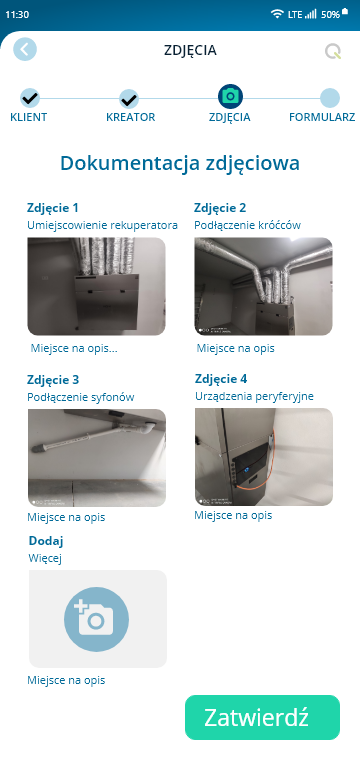 11:30
LTE
50%
ZDJĘCIA
KLIENT
KREATOR
ZDJĘCIA
FORMULARZ
Dokumentacja zdjęciowa
Zdjęcie 1
Umiejscowienie rekuperatora
Miejsce na opis...
Zdjęcie 2
Podłączenie króćców
Miejsce na opis
Zdjęcie 3
Podłączenie syfonów
Miejsce na opis
Zdjęcie 4
Urządzenia peryferyjne
Miejsce na opis
Dodaj
Więcej
Miejsce na opis
Zatwierdź